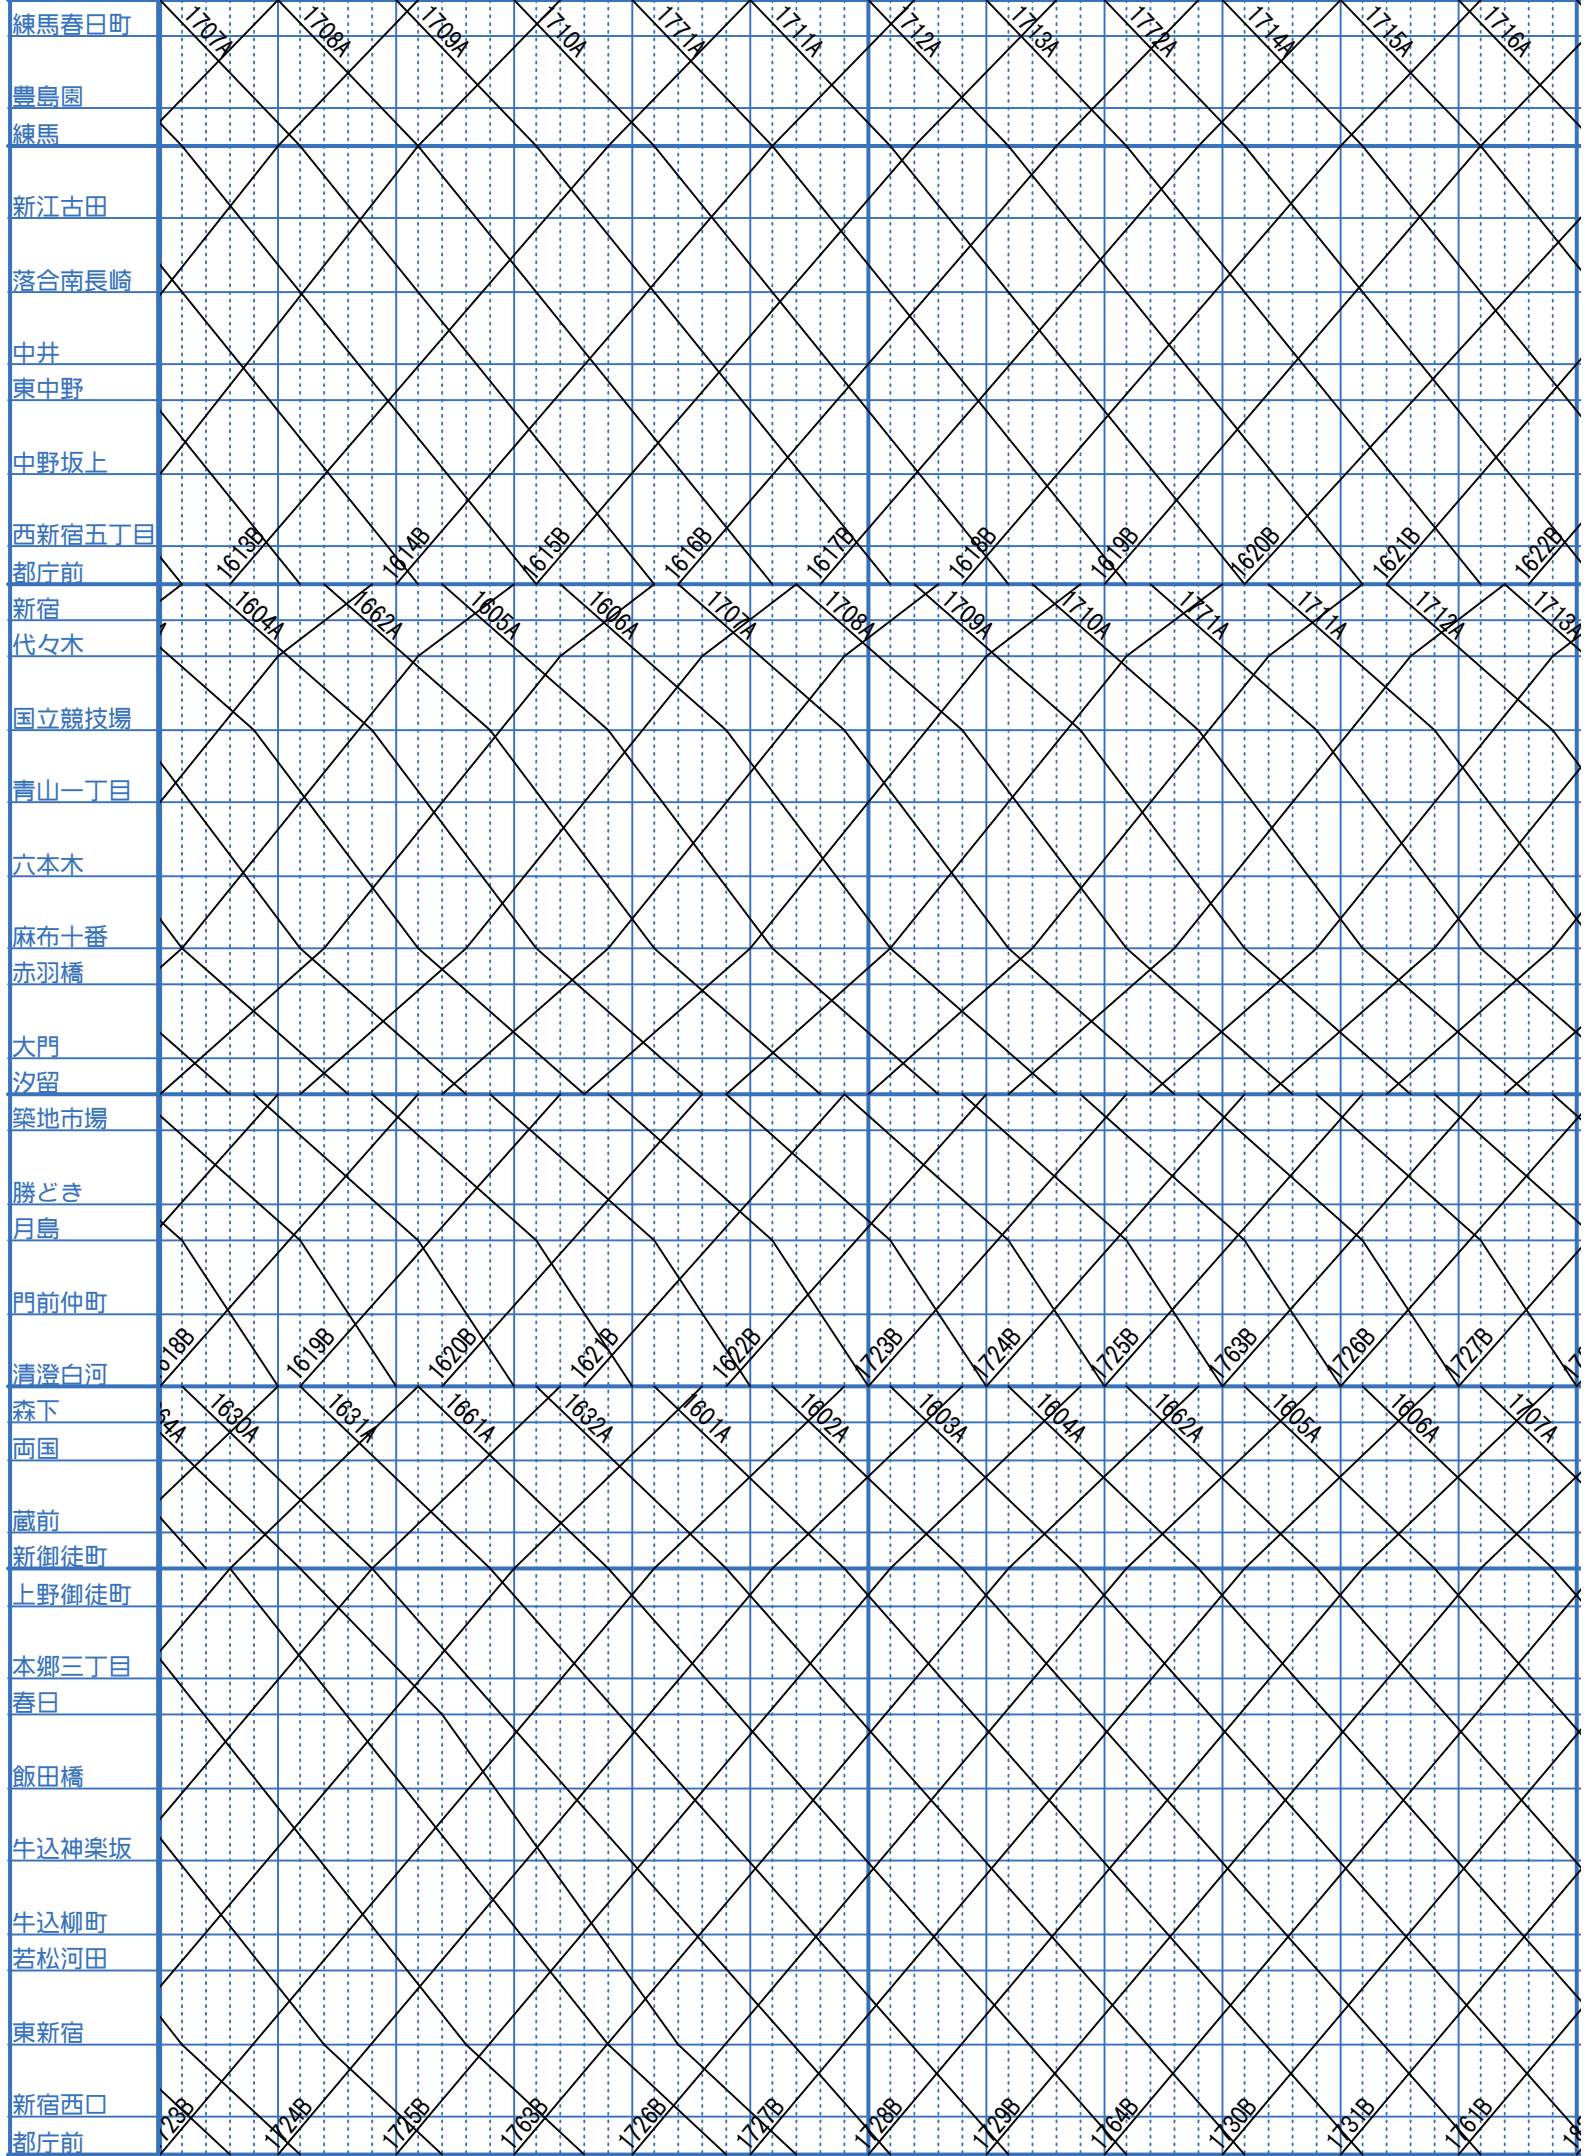 練馬春日町
1707A 1708A 1709A 1710A 1771A 1711A 1712A 1713A 1772A 1714A 1715A 1716A
豊島園
練馬
新江古田
落合南長崎
中井
東中野
中野坂上
西新宿五丁目
1613B 1614B 1615B 1616B 1617B 1618B 1619B 1620B 1621B 1622B
都庁前
新宿
1604A 1662A 1605A 1606A 1707A 1708A 1709A 1710A 1771A 1711A 1712A 1713A
代々木
国立競技場
青山一丁目
六本木
麻布十番
赤羽橋
大門
汐留
築地市場
勝どき
月島
門前仲町
618B 1619B 1620B 1621B 1622B 1723B 1724B 1725B 1763B 1726B 1727B
清澄白河
森下
64A 1630A 1631A 1661A 1632A 1601A 1602A 1603A 1604A 1662A 1605A 1606A 1707A
両国
蔵前
新御徒町
上野御徒町
本郷三丁目
春日
飯田橋
牛込神楽坂
牛込柳町
若松河田
東新宿
新宿西口
723B 1724B 1725B 1763B 1726B 1727B 1728B 1729B 1764B 1730B 1731B 1761B
都庁前